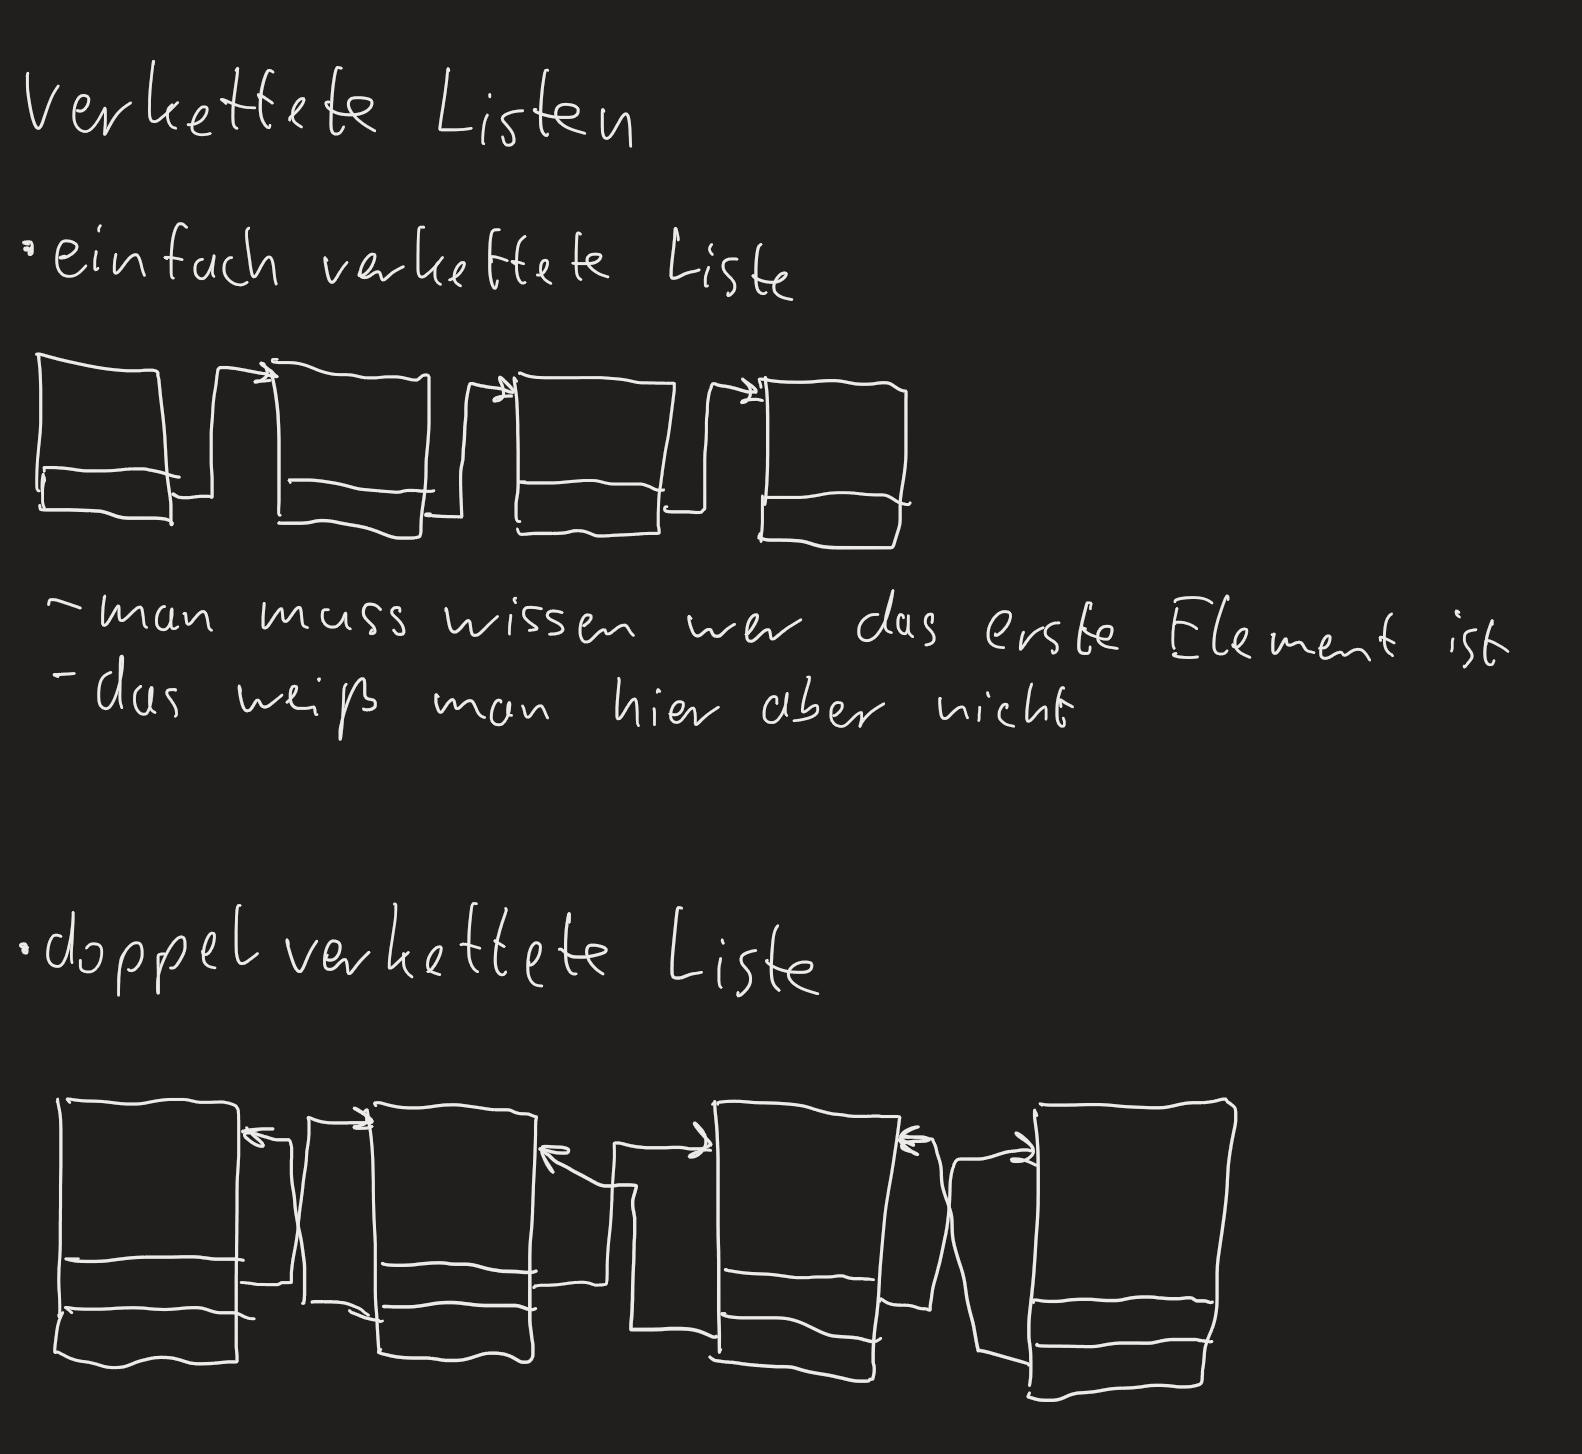 Verkettete Listen
· einfach verkettete Liste
- man muss wissen wer das erste Element ist
- das weiß man hier aber nicht
· doppel verkettete Liste